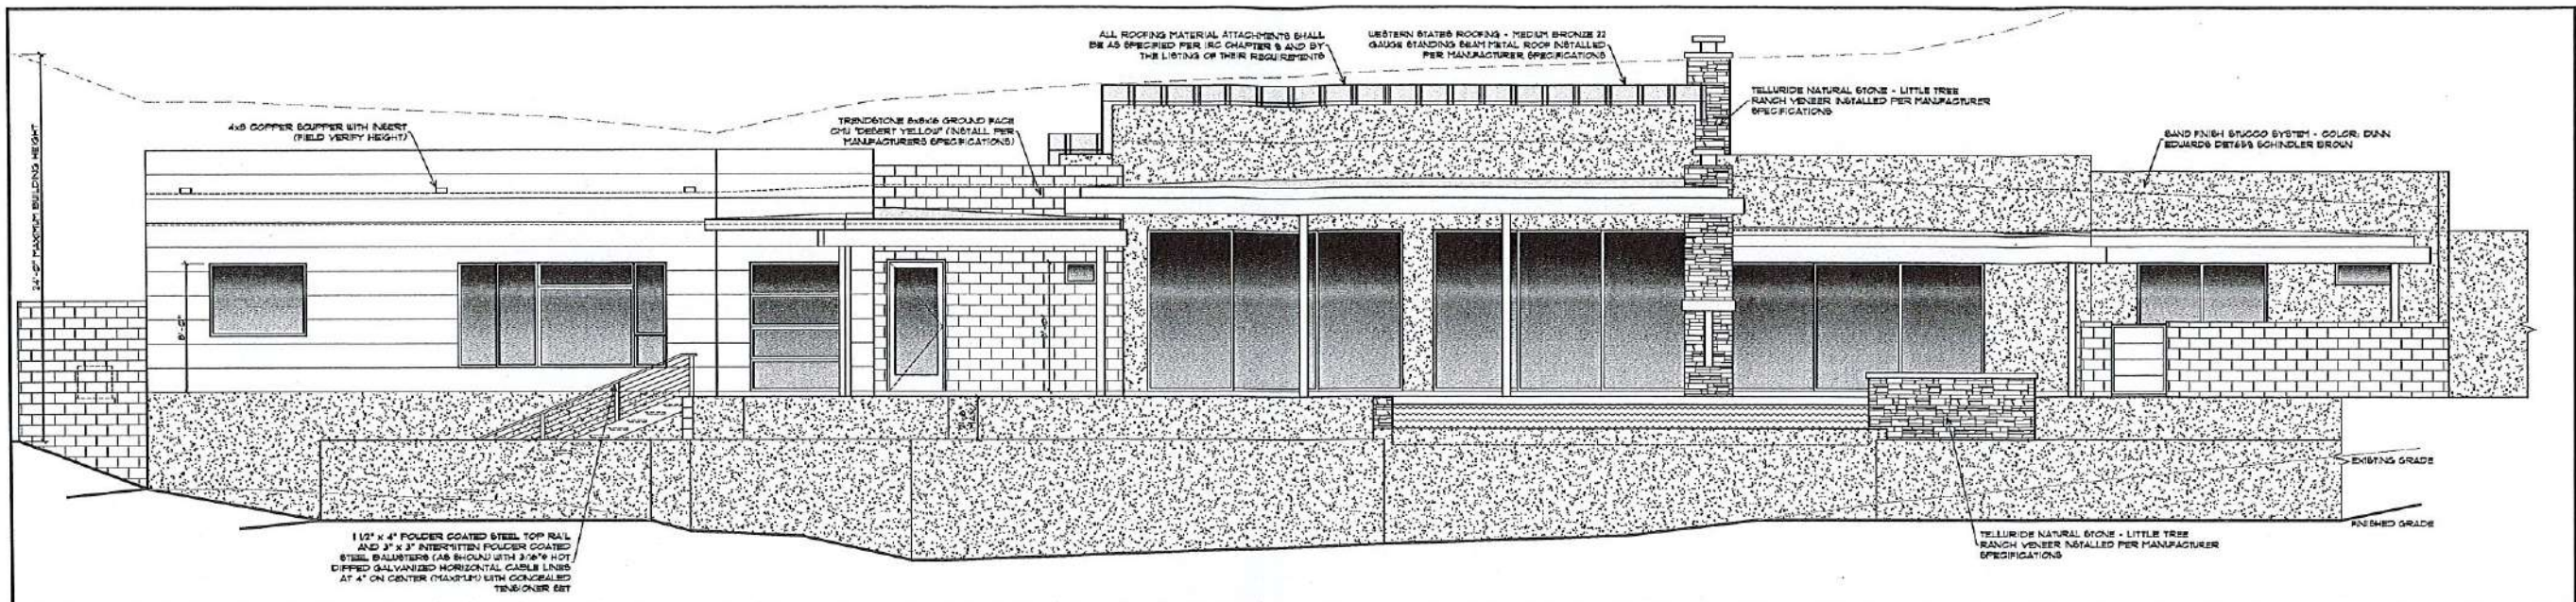 ALL ROOFING MATERIAL ATTACHMENTS SHALL
BE AS SPECIFIED PER IRC CHAPTER 9 AND BY
THE LISTING OF THEIR REQUIREMENTS
WESTERN STATES ROOFING - MEDIUM BRONZE 22
GAUGE STANDING SEAM METAL ROOF INSTALLED
PER MANUFACTURER SPECIFICATIONS
TELLURIDE NATURAL STONE - LITTLE TREE
RANCH VENEER INSTALLED PER MANUFACTURER
SPECIFICATIONS
4x5 COPPER SCUPPER WITH INSERT
(FIELD VERIFY HEIGHT)
TRENDSTONE 8x8x16 GROUND FACE
CMU "DESERT YELLOW" (INSTALL PER
MANUFACTURERS SPECIFICATIONS)
SAND FINISH STUCCO SYSTEM - COLOR: DUNN
EDWARDS SCHINDLER BROWN
24'-0" MAXIMUM BUILDING HEIGHT
8'-0"
EXISTING GRADE
FINISHED GRADE
1 1/2" x 4" POWDER COATED STEEL TOP RAIL
AND 3" x 3" INTERMITTEN POWDER COATED
STEEL BALUSTERS (AS SHOWN) WITH 3/16"Φ HOT
DIPPED GALVANIZED HORIZONTAL CABLE LINES
AT 4" ON CENTER (MAXIMUM) WITH CONCEALED
TENSIONER SET
TELLURIDE NATURAL STONE - LITTLE TREE
RANCH VENEER INSTALLED PER MANUFACTURER
SPECIFICATIONS